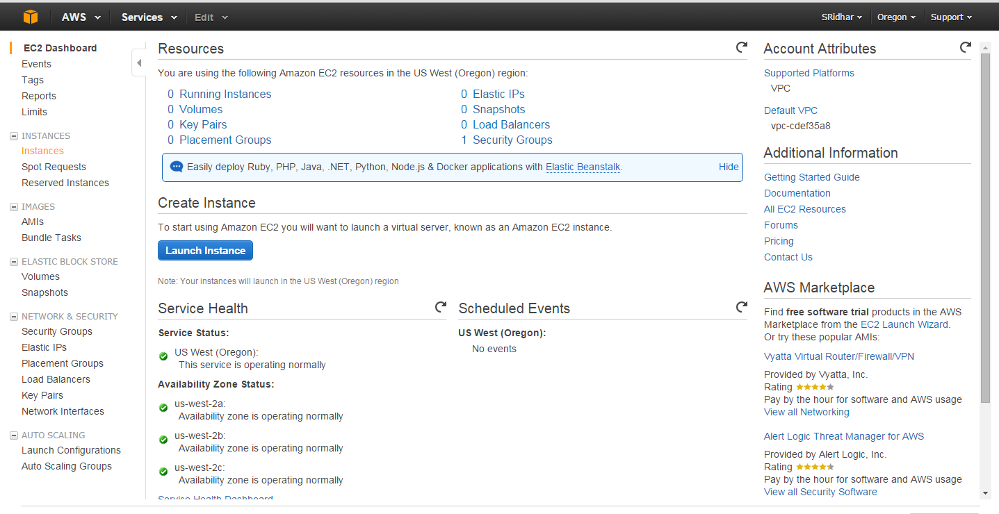 AWS Services Edit SRidhar Oregon Support
EC2 Dashboard
Events
Tags
Reports
Limits
INSTANCES
Instances
Spot Requests
Reserved Instances
IMAGES
AMIs
Bundle Tasks
ELASTIC BLOCK STORE
Volumes
Snapshots
NETWORK & SECURITY
Security Groups
Elastic IPs
Placement Groups
Load Balancers
Key Pairs
Network Interfaces
AUTO SCALING
Launch Configurations
Auto Scaling Groups
Resources
You are using the following Amazon EC2 resources in the US West (Oregon) region:
0 Running Instances
0 Volumes
0 Key Pairs
0 Placement Groups
0 Elastic IPs
0 Snapshots
0 Load Balancers
1 Security Groups
Easily deploy Ruby, PHP, Java, .NET, Python, Node.js & Docker applications with Elastic Beanstalk. Hide
Create Instance
To start using Amazon EC2 you will want to launch a virtual server, known as an Amazon EC2 instance.
Launch Instance
Note: Your instances will launch in the US West (Oregon) region
Service Health
Service Status:
US West (Oregon):
This service is operating normally
Availability Zone Status:
us-west-2a:
Availability zone is operating normally
us-west-2b:
Availability zone is operating normally
us-west-2c:
Availability zone is operating normally
Service Health Dashboard
Scheduled Events
US West (Oregon):
No events
Account Attributes
Supported Platforms
VPC
Default VPC
vpc-cdef35a8
Additional Information
Getting Started Guide
Documentation
All EC2 Resources
Forums
Pricing
Contact Us
AWS Marketplace
Find free software trial products in the AWS
Marketplace from the EC2 Launch Wizard.
Or try these popular AMIs:
Vyatta Virtual Router/Firewall/VPN
Provided by Vyatta, Inc.
Rating
Pay by the hour for software and AWS usage
View all Networking
Alert Logic Threat Manager for AWS
Provided by Alert Logic, Inc.
Rating
Pay by the hour for software and AWS usage
View all Security Software